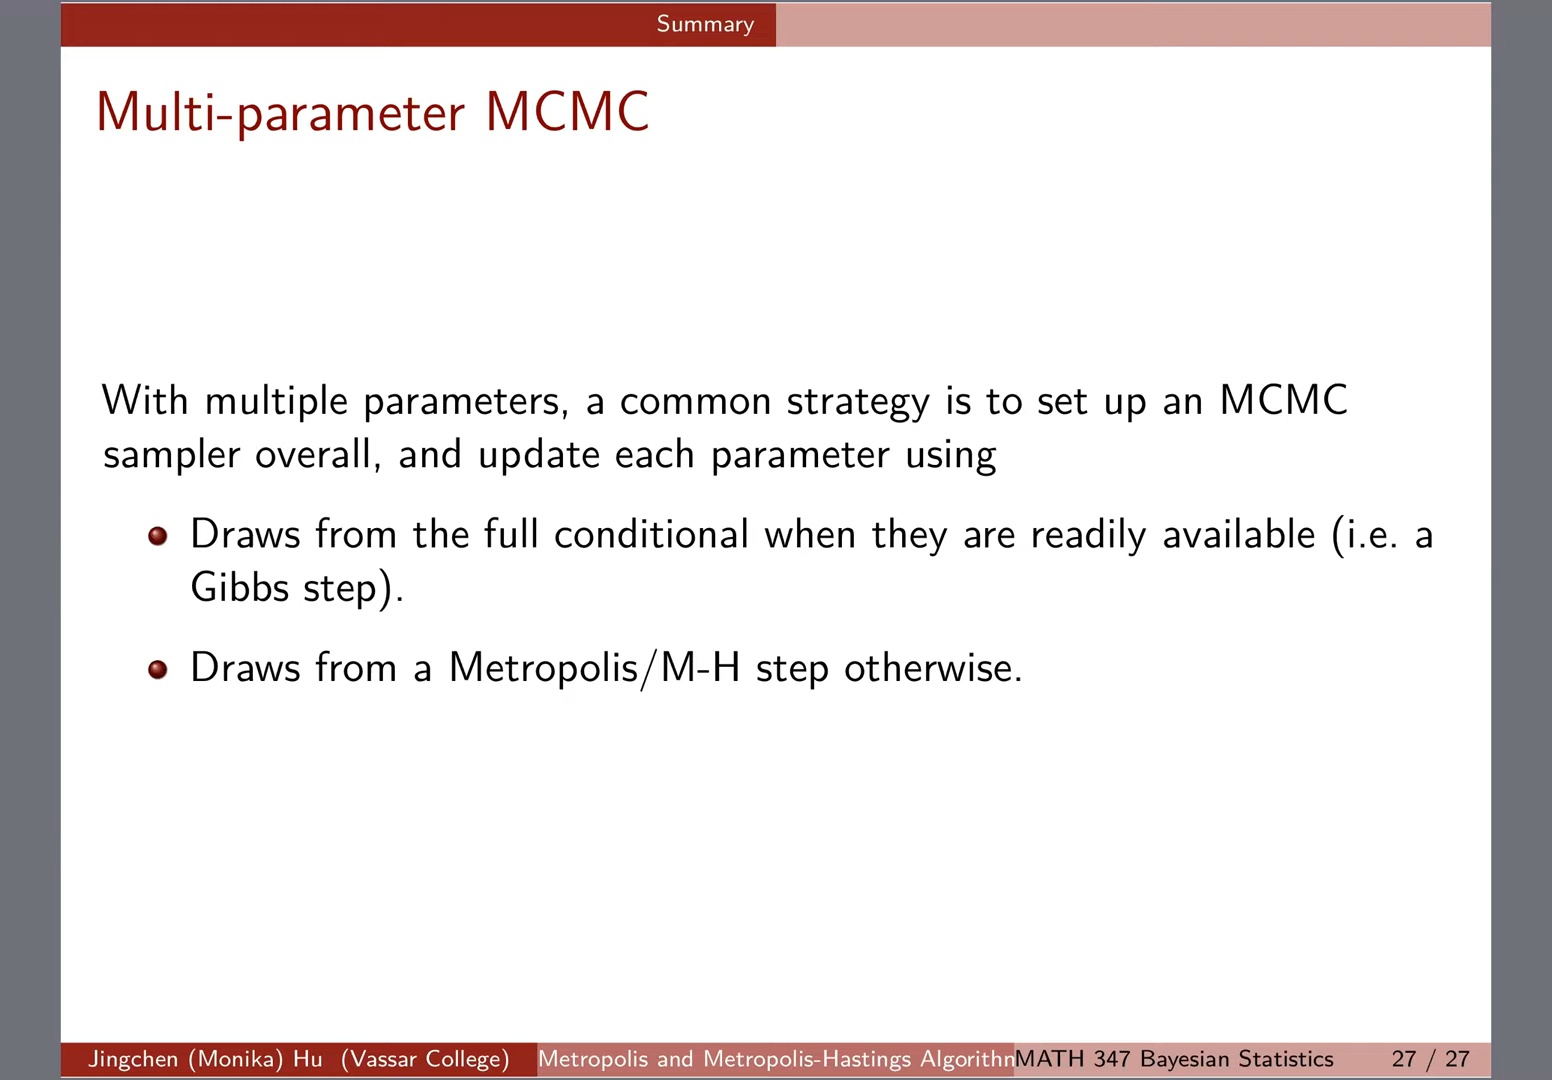 Summary
Multi-parameter MCMC
With multiple parameters, a common strategy is to set up an MCMC
sampler overall, and update each parameter using
Draws from the full conditional when they are readily available (i.e. a
Gibbs step).
Draws from a Metropolis/M-H step otherwise.
Jingchen (Monika) Hu (Vassar College) Metropolis and Metropolis-Hastings Algorithn MATH 347 Bayesian Statistics 27 / 27